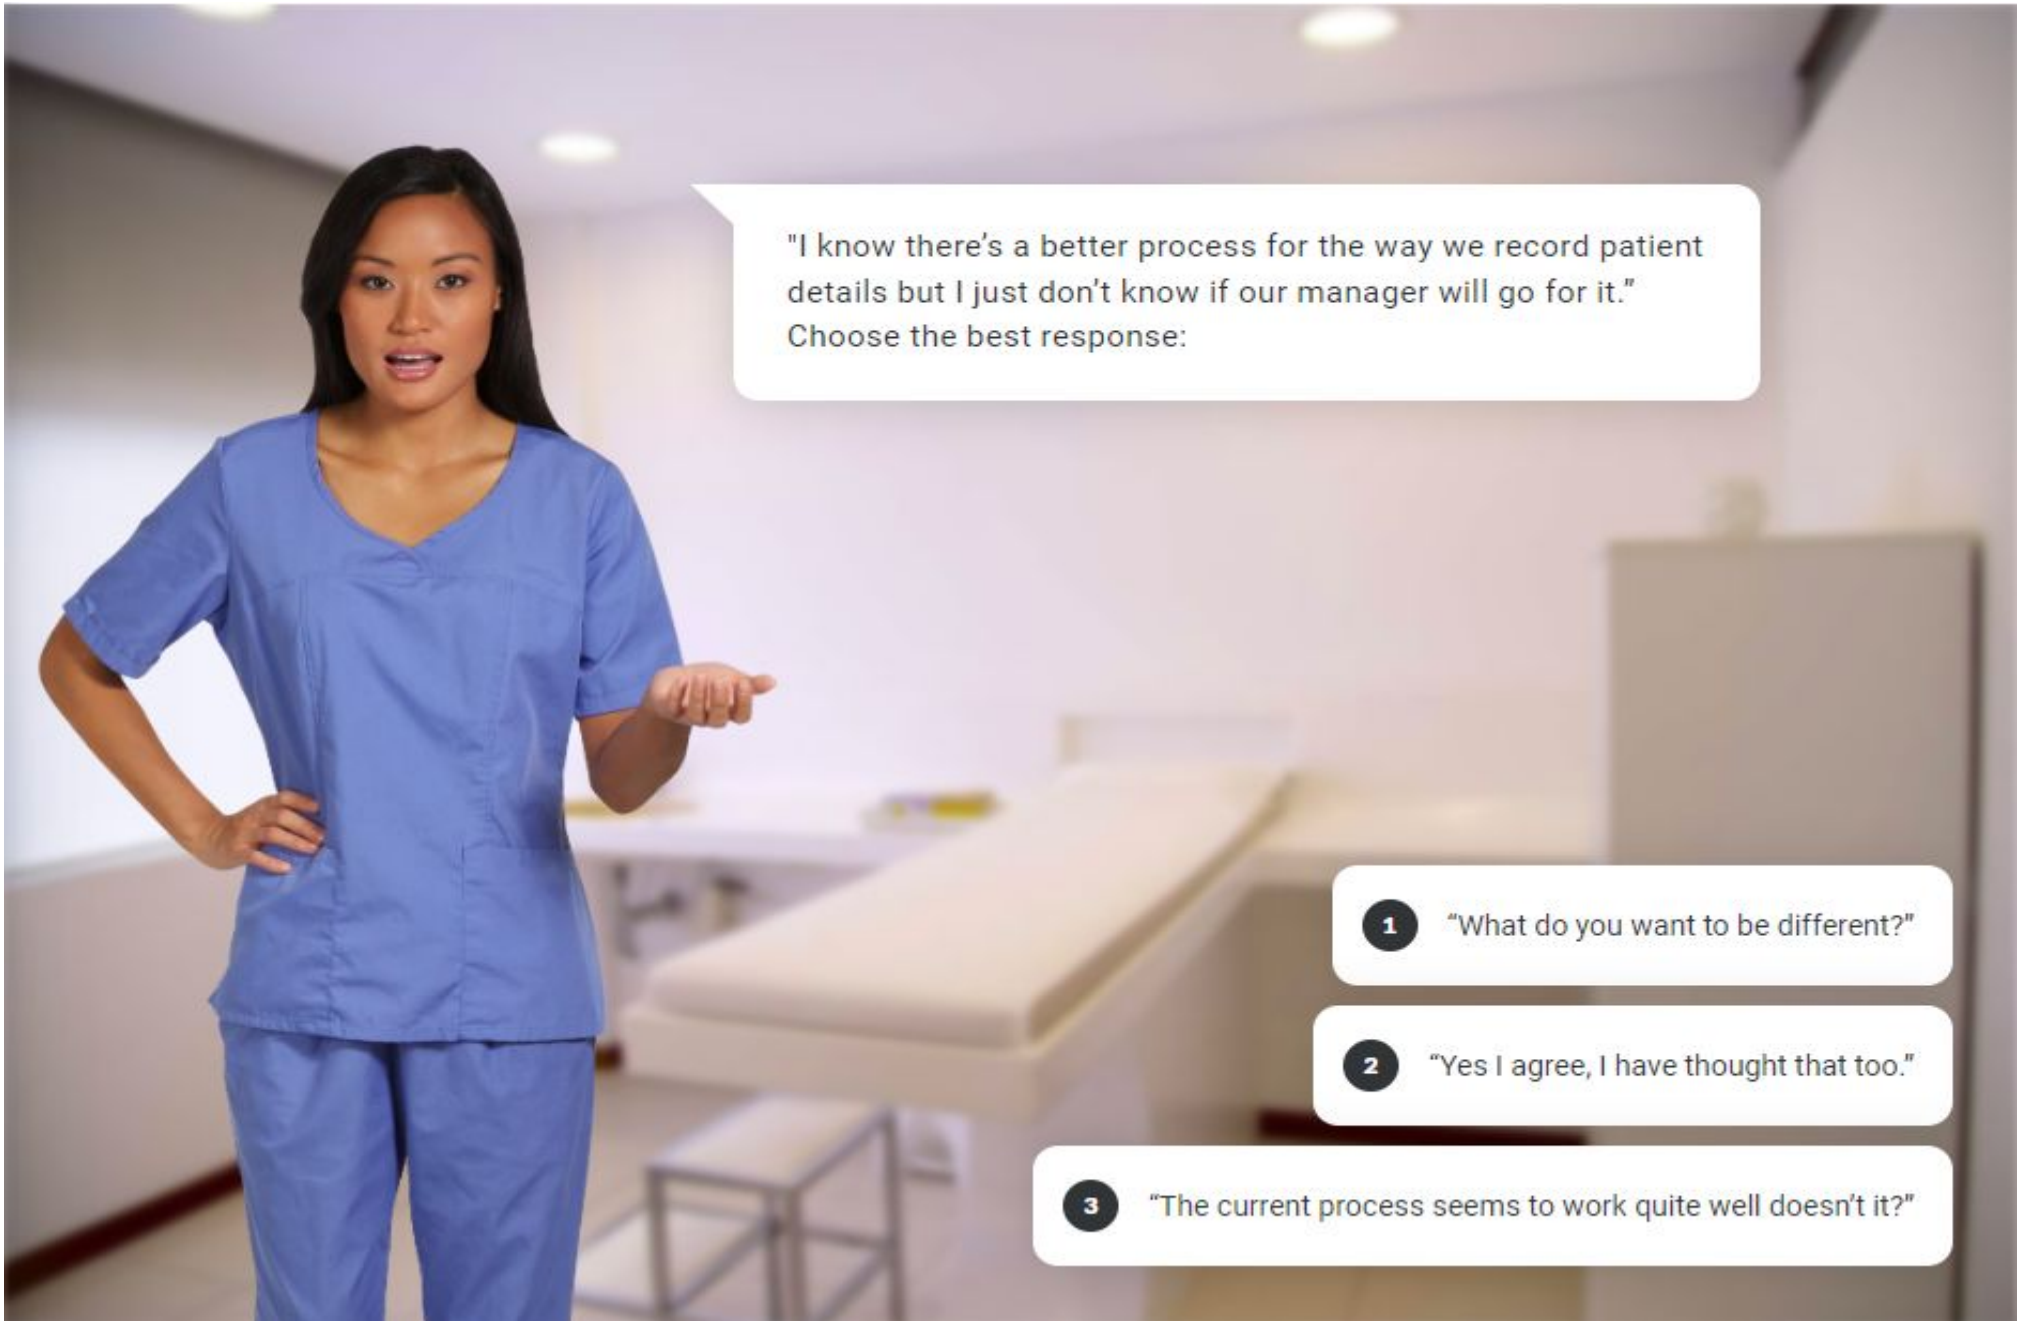 "I know there’s a better process for the way we record patient
details but I just don’t know if our manager will go for it.”
Choose the best response:
1 “What do you want to be different?”
2 “Yes I agree, I have thought that too.”
3 “The current process seems to work quite well doesn’t it?”